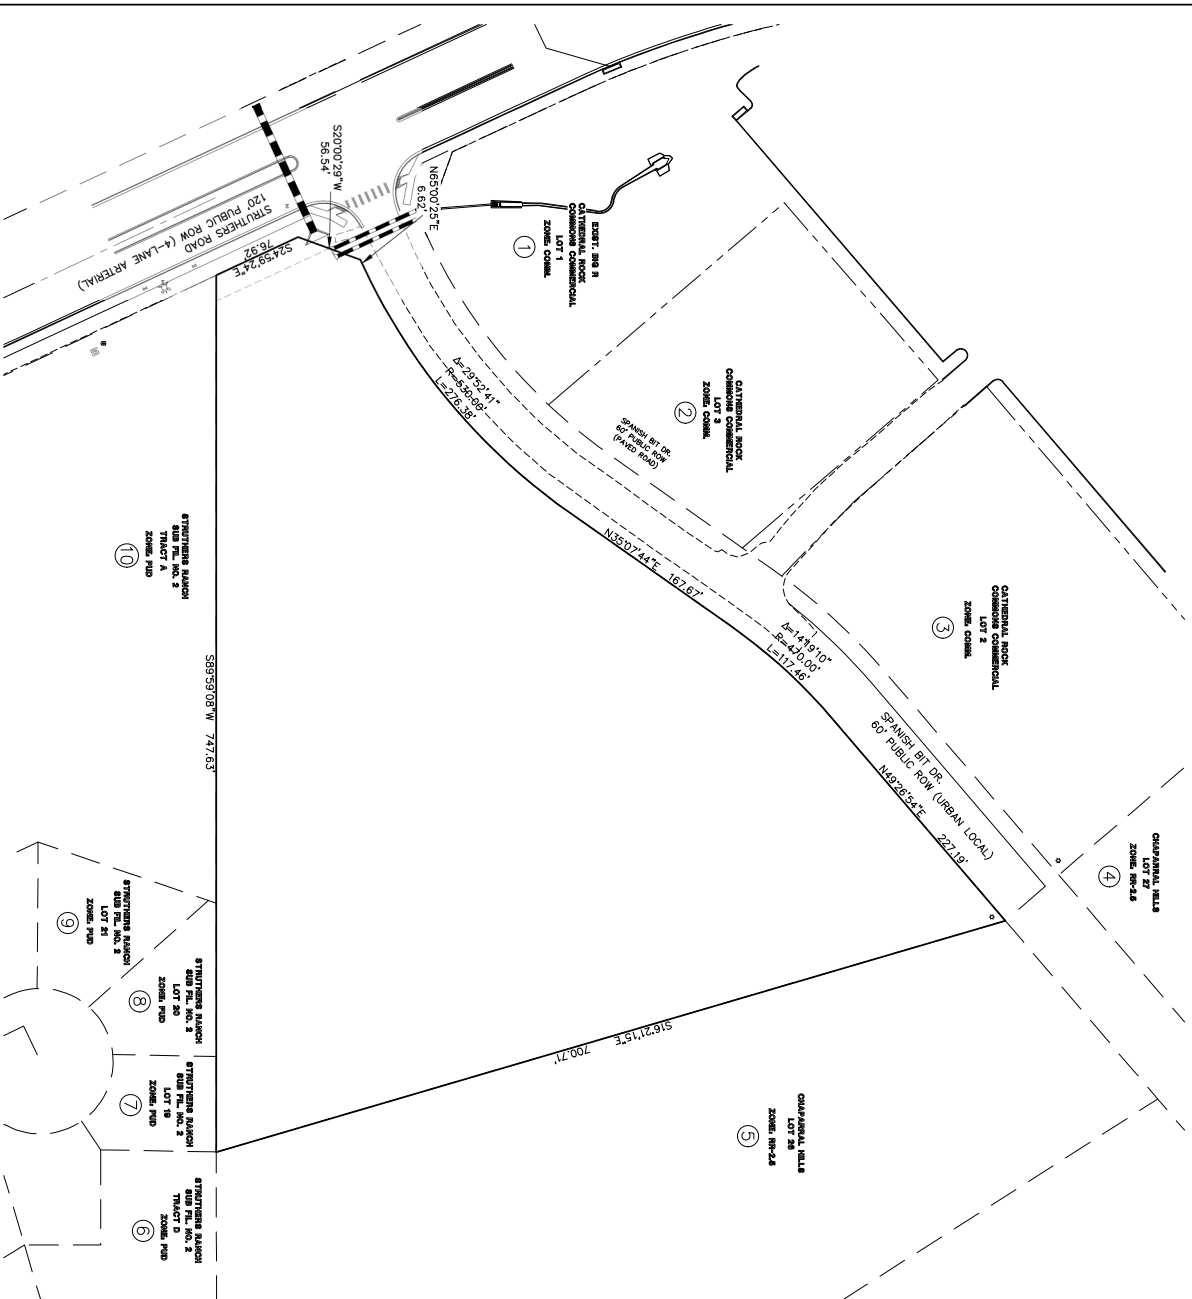 S20°00'29"W
56.54'
N65°00'25"E
6.62'
EXIST. BIG R
CATHEDRAL ROCK
COMMONS COMMERCIAL
LOT 1
ZONE: COMM.
1
STRUTHERS ROAD
120' PUBLIC ROW (4-LANE ARTERIAL)
S24°59'24"E
76.92'
Δ=29°52'41"
R=530.00'
L=276.38'
CATHEDRAL ROCK
COMMONS COMMERCIAL
LOT 3
ZONE: COMM.
2
SPANISH BIT DR.
60' PUBLIC ROW
(PAVED ROAD)
N35°07'44"E 167.67'
CATHEDRAL ROCK
COMMONS COMMERCIAL
LOT 2
ZONE: COMM.
3
Δ=14°19'10"
R=470.00'
L=117.46'
SPANISH BIT DR.
60' PUBLIC ROW (URBAN LOCAL)
N49°26'54"E 227.19'
CHAPARRAL HILLS
LOT 27
ZONE: RR-2.5
4
CHAPARRAL HILLS
LOT 26
ZONE: RR-2.5
5
S16°21'15"E 700.71'
STRUTHERS RANCH
SUB FIL. NO. 2
TRACT D
ZONE: PUD
6
STRUTHERS RANCH
SUB FIL. NO. 2
LOT 19
ZONE: PUD
7
STRUTHERS RANCH
SUB FIL. NO. 2
LOT 20
ZONE: PUD
8
STRUTHERS RANCH
SUB FIL. NO. 2
LOT 21
ZONE: PUD
9
S89°59'08"W 747.63'
STRUTHERS RANCH
SUB FIL. NO. 2
TRACT A
ZONE: PUD
10